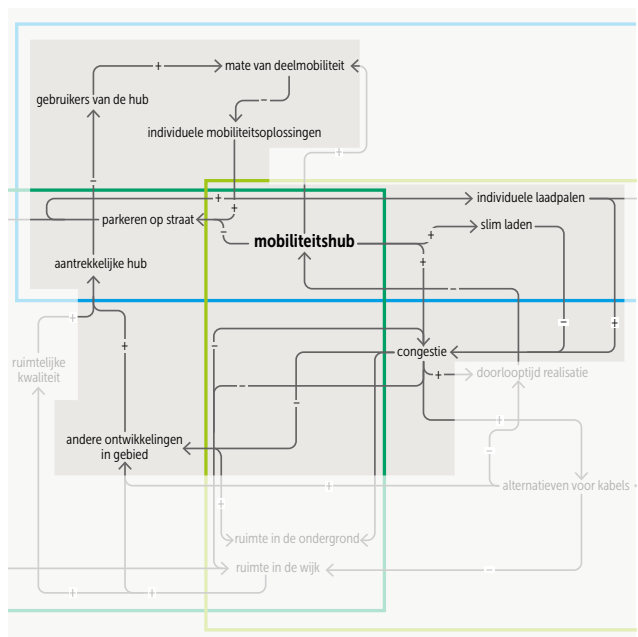 +
mate van deelmobiliteit
gebruikers van de hub
–
individuele mobiliteitsoplossingen
+
–
+
individuele laadpalen
parkeren op straat
+
–
slim laden
+
mobiliteitshub
+
aantrekkelijke hub
–
+
–
+
ruimtelijke
kwaliteit
+
–
congestie
doorlooptijd realisatie
+
–
–
andere ontwikkelingen
in gebied
+
–
+
alternatieven voor kabels
+
ruimte in de ondergrond
ruimte in de wijk
–
+
+